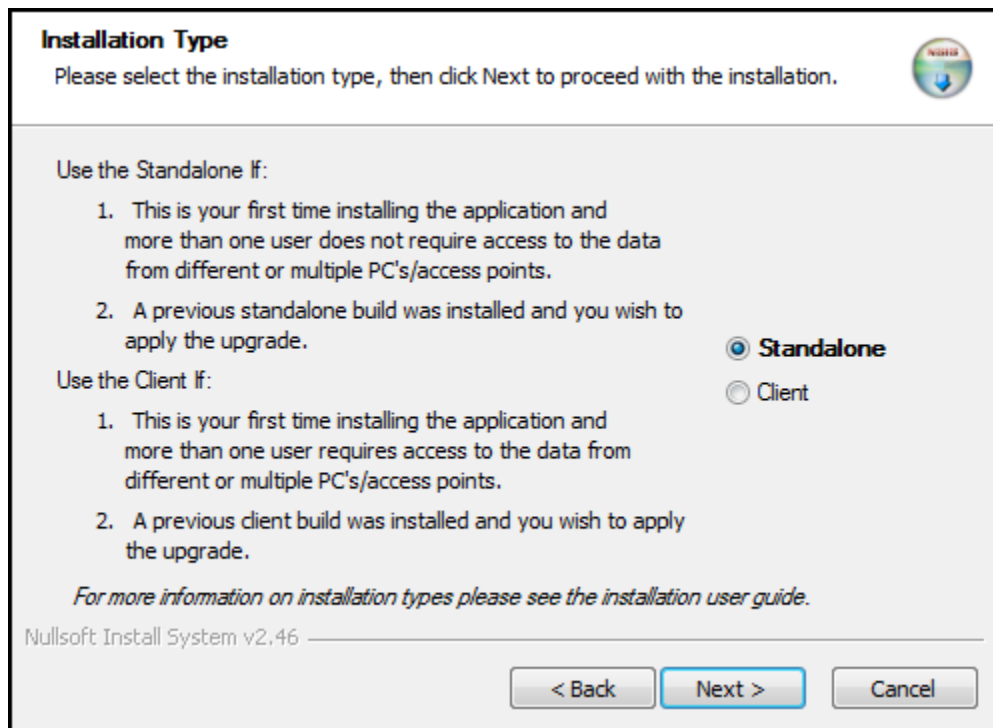 Installation Type
Please select the installation type, then click Next to proceed with the installation.
NSIS
Use the Standalone If:
1. This is your first time installing the application and
more than one user does not require access to the data
from different or multiple PC's/access points.
2. A previous standalone build was installed and you wish to
apply the upgrade.
Standalone
Use the Client If:
Client
1. This is your first time installing the application and
more than one user requires access to the data from
different or multiple PC's/access points.
2. A previous client build was installed and you wish to apply
the upgrade.
For more information on installation types please see the installation user guide.
Nullsoft Install System v2.46
< Back
Next >
Cancel